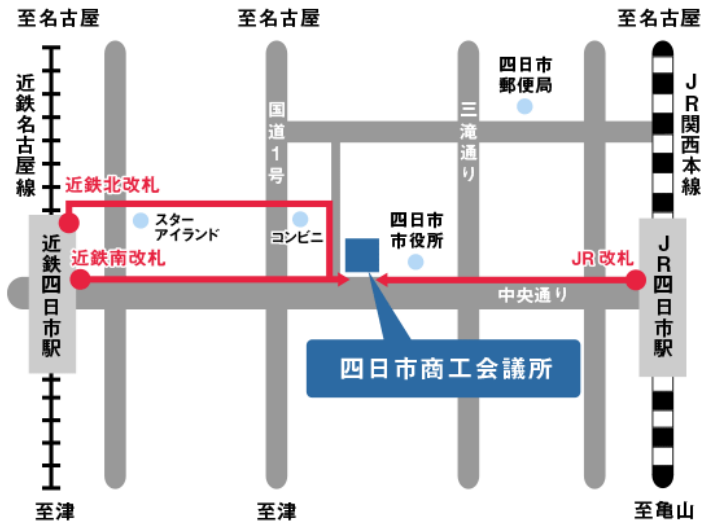 至名古屋
至名古屋
至名古屋
近鉄名古屋線
国道1号
三滝通り
四日市
郵便局
JR関西本線
近鉄北改札
スター
アイランド
コンビニ
四日市
市役所
近鉄南改札
JR改札
近鉄四日市駅
中央通り
JR四日市駅
四日市商工会議所
至津
至津
至亀山